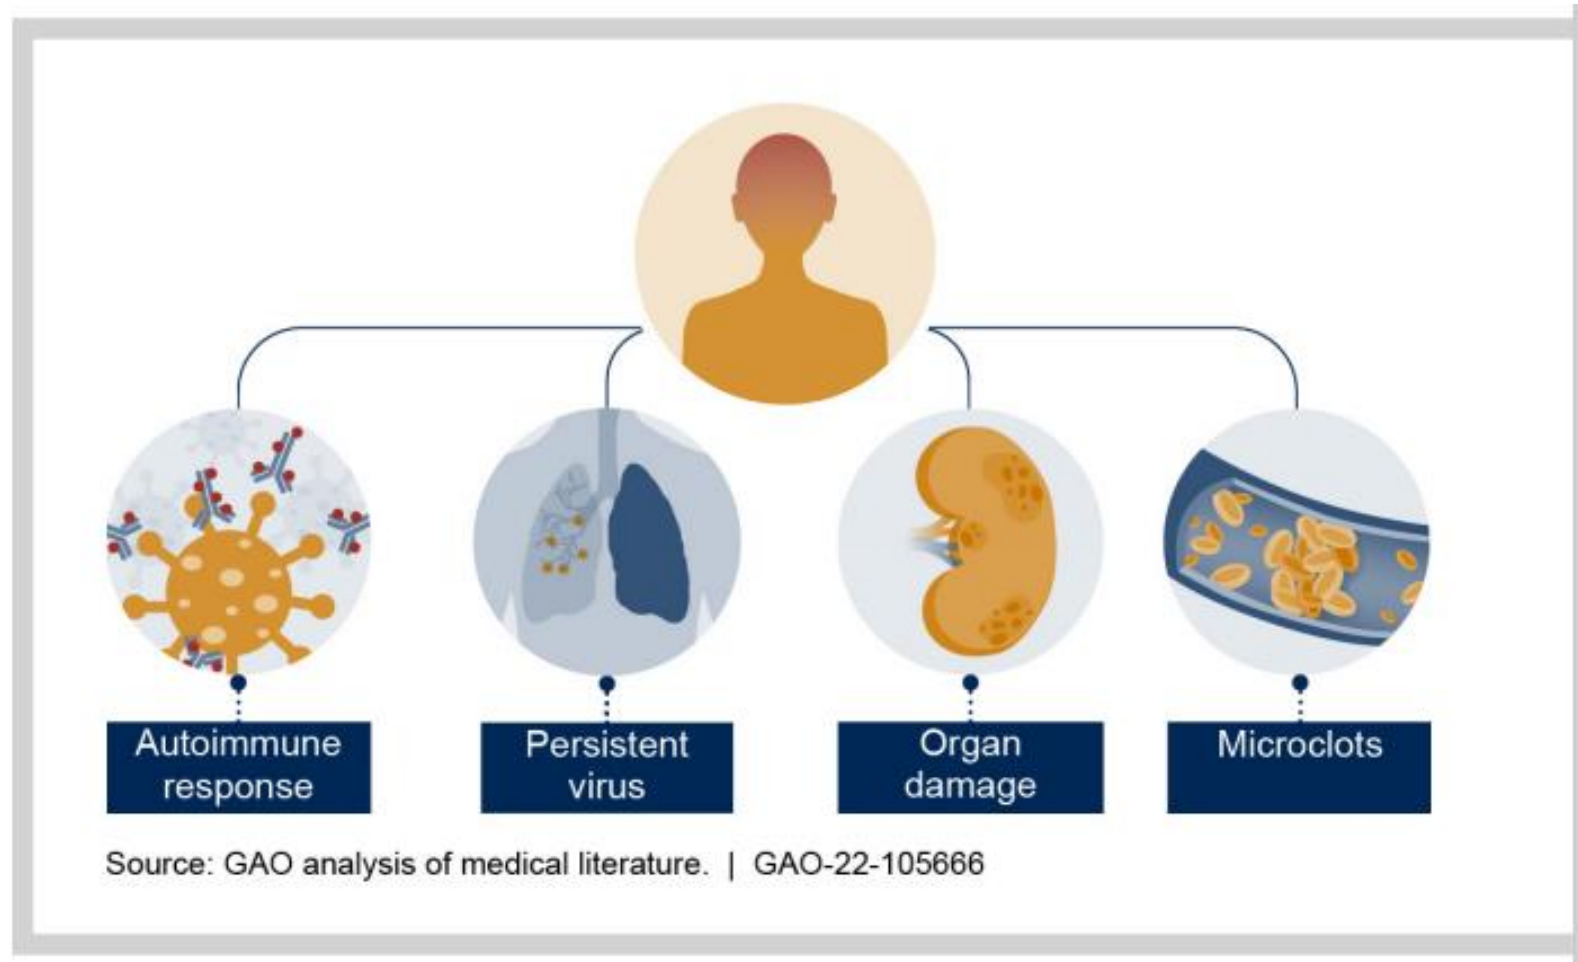 Autoimmune
response
Persistent
virus
Organ
damage
Microclots
Source: GAO analysis of medical literature. | GAO-22-105666